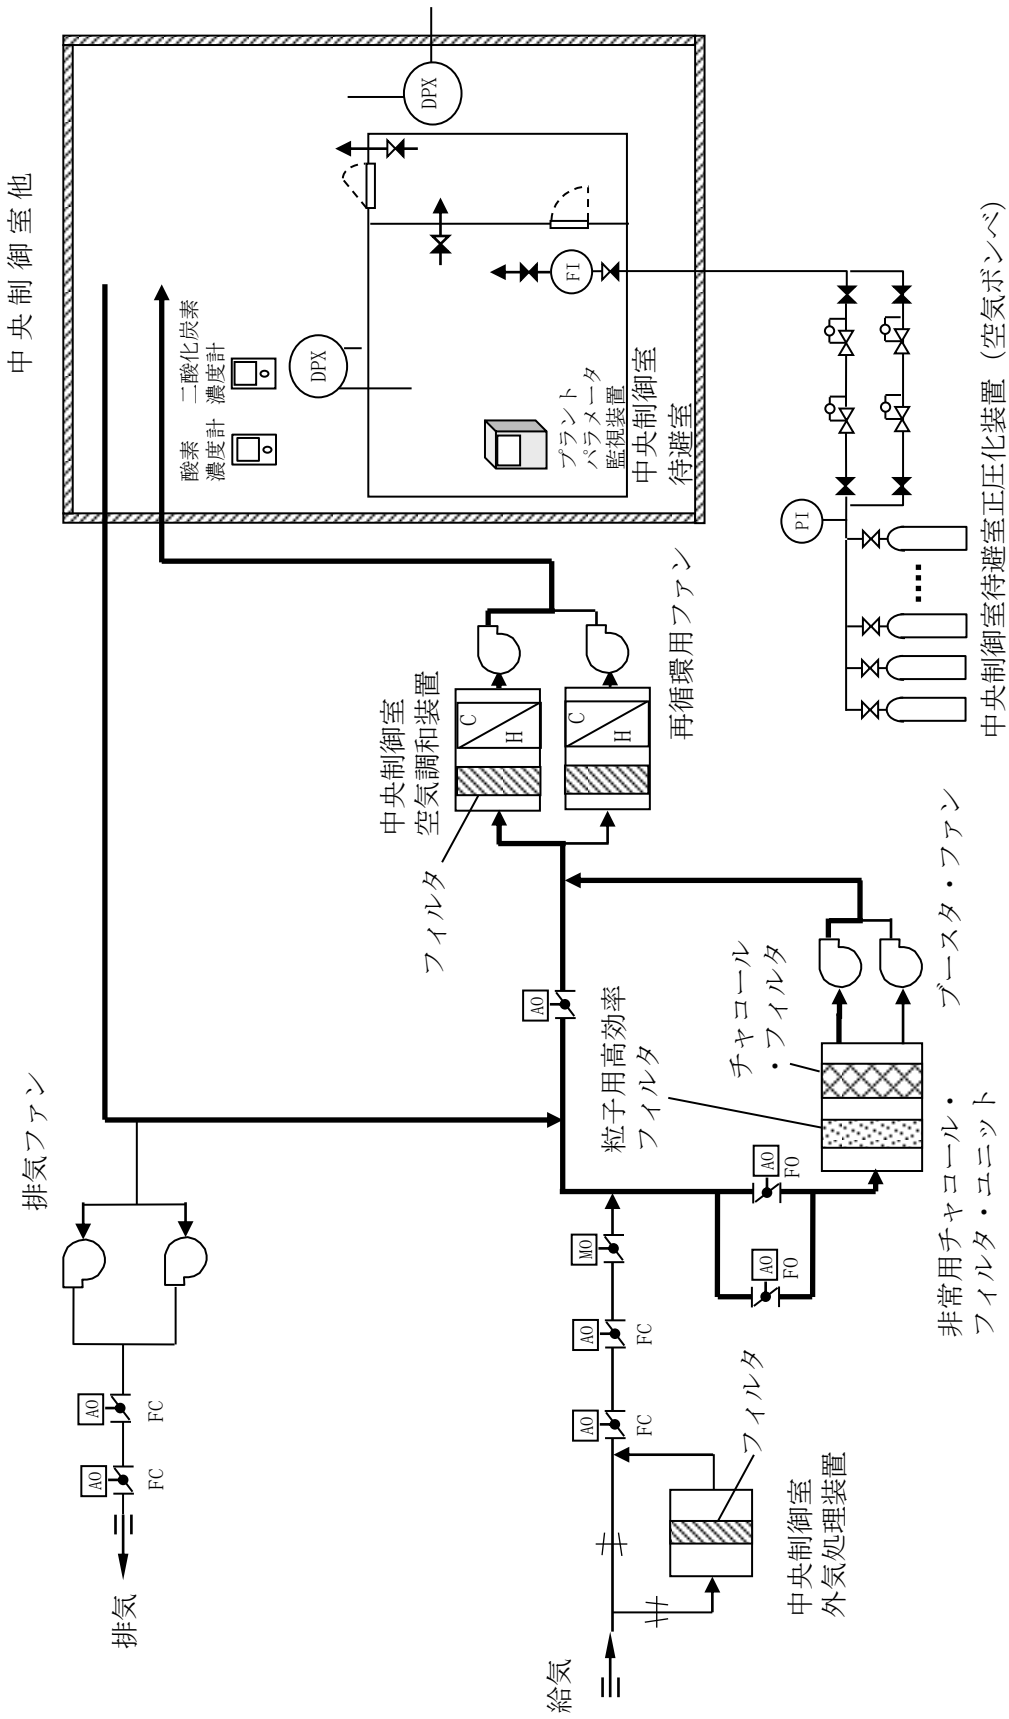 排気
給気
AO
FC
AO
FC
排気ファン
中央制御室
外気処理装置
フィルタ
AO
FC
AO
FC
MO
AO
FO
AO
FO
非常用チャコール・
フィルタ・ユニット
粒子用高効率
フィルタ
チャコール
・フィルタ
ブースタ・ファン
AO
フィルタ
中央制御室
空気調和装置
C
H
C
H
再循環用ファン
中央制御室他
酸素
濃度計
二酸化炭素
濃度計
DPX
DPX
プラント
パラメータ
監視装置
中央制御室
待避室
FI
PI
中央制御室待避室正圧化装置（空気ボンベ）